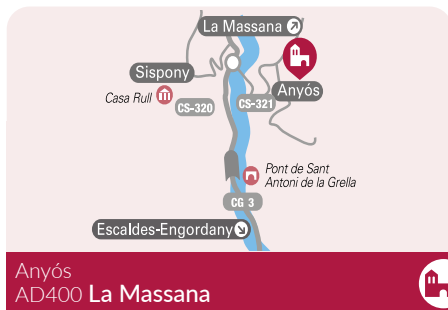 La Massana
Sispony
Anyós
Casa Rull
CS-320
CS-321
Pont de Sant
Antoni de la Grella
CG 3
Escaldes-Engordany
Anyós
AD400 La Massana